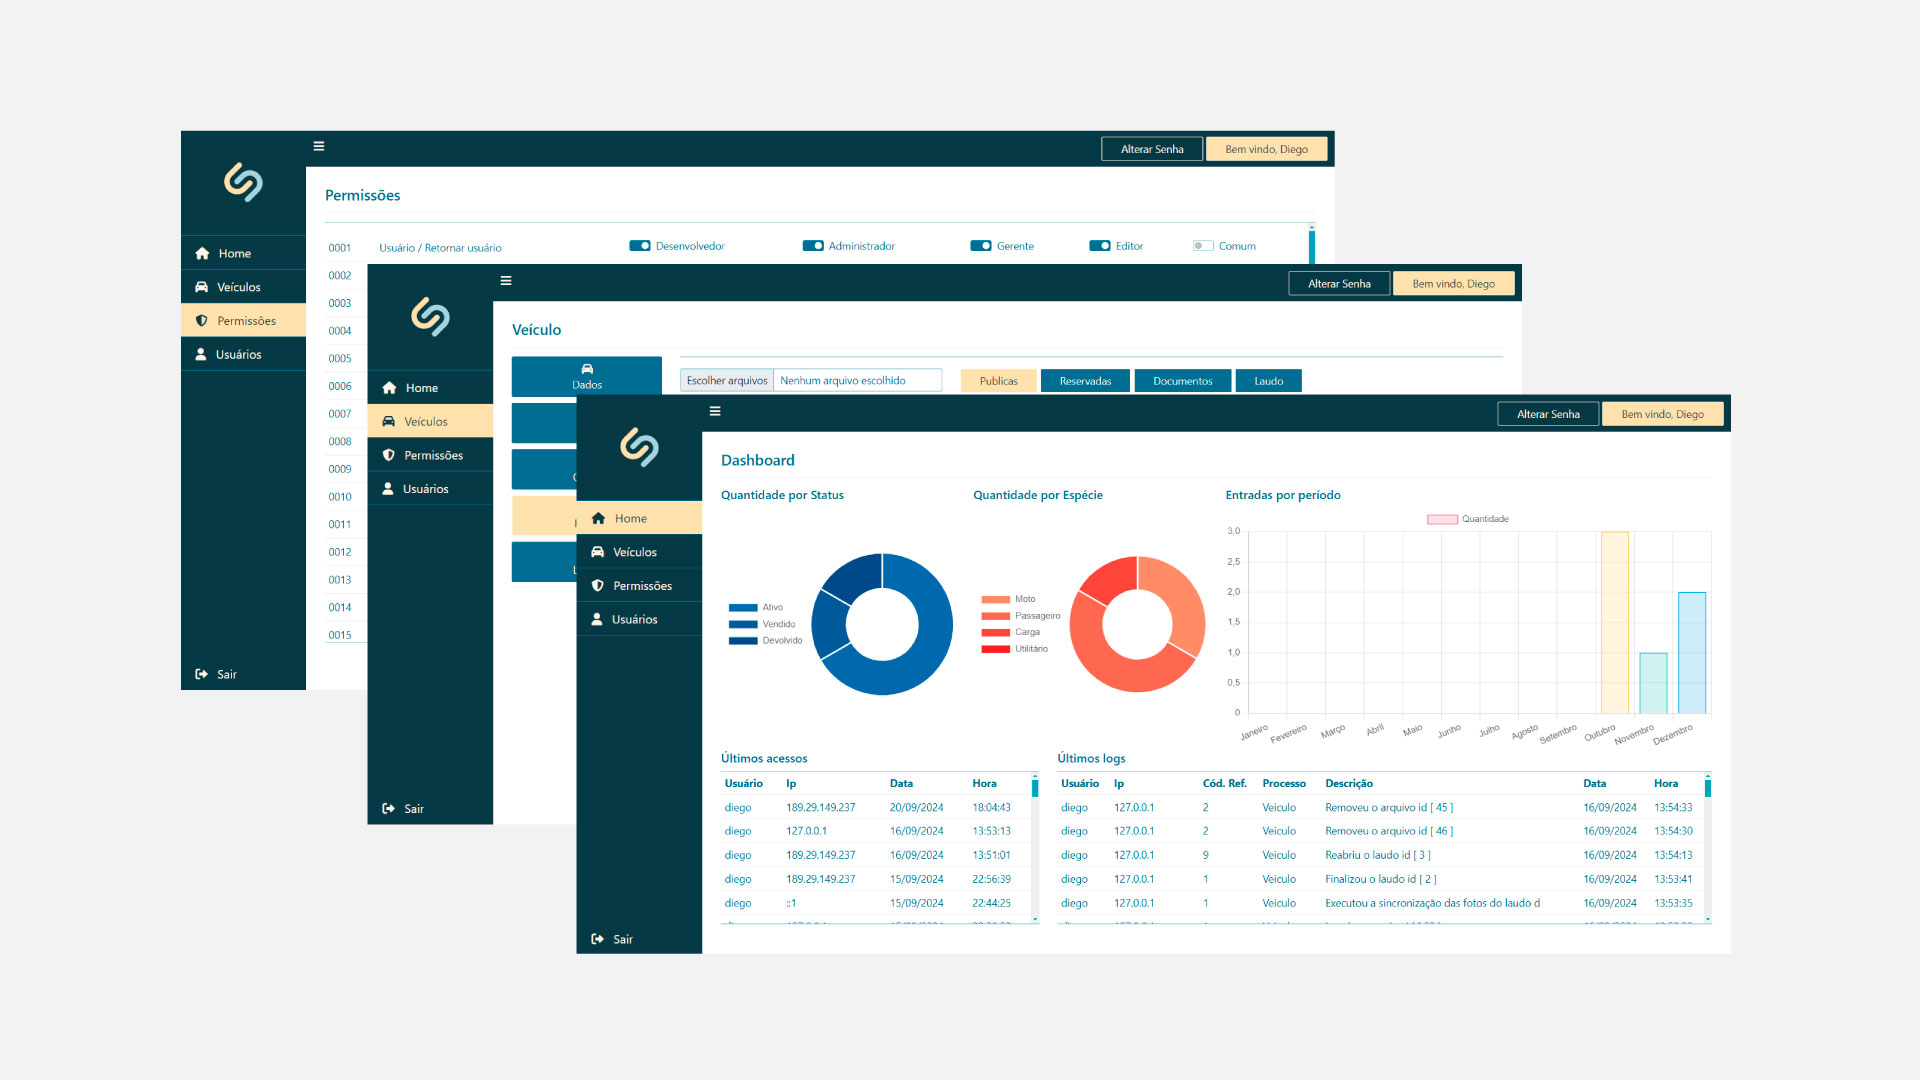 Alterar Senha
Bem vindo, Diego
Home
Veículos
Permissões
Usuários
Sair
Permissões
0001 Usuário / Retornar usuário Desenvolvedor Administrador Gerente Editor Comum
0002
0003
0004
0005
0006
0007
0008
0009
0010
0011
0012
0013
0014
0015
Alterar Senha
Bem vindo, Diego
Home
Veículos
Permissões
Usuários
Sair
Veículo
Dados
Escolher arquivos Nenhum arquivo escolhido Publicas Reservadas Documentos Laudo
Alterar Senha
Bem vindo, Diego
Home
Veículos
Permissões
Usuários
Sair
Dashboard
Quantidade por Status
Ativo
Vendido
Devolvido
Quantidade por Espécie
Moto
Passageiro
Carga
Utilitário
Entradas por período
Quantidade
3,0
2,5
2,0
1,5
1,0
0,5
0
Janeiro Fevereiro Março Abril Maio Junho Julho Agosto Setembro Outubro Novembro Dezembro
Últimos acessos
Usuário Ip Data Hora
diego 189.29.149.237 20/09/2024 18:04:43
diego 127.0.0.1 16/09/2024 13:53:13
diego 189.29.149.237 16/09/2024 13:51:01
diego 189.29.149.237 15/09/2024 22:56:39
diego ::1 15/09/2024 22:44:25
Últimos logs
Usuário Ip Cód. Ref. Processo Descrição Data Hora
diego 127.0.0.1 2 Veiculo Removeu o arquivo id [ 45 ] 16/09/2024 13:54:33
diego 127.0.0.1 2 Veiculo Removeu o arquivo id [ 46 ] 16/09/2024 13:54:30
diego 127.0.0.1 9 Veiculo Reabriu o laudo id [ 3 ] 16/09/2024 13:54:13
diego 127.0.0.1 1 Veiculo Finalizou o laudo id [ 2 ] 16/09/2024 13:53:41
diego 127.0.0.1 1 Veiculo Executou a sincronização das fotos do laudo d 16/09/2024 13:53:35